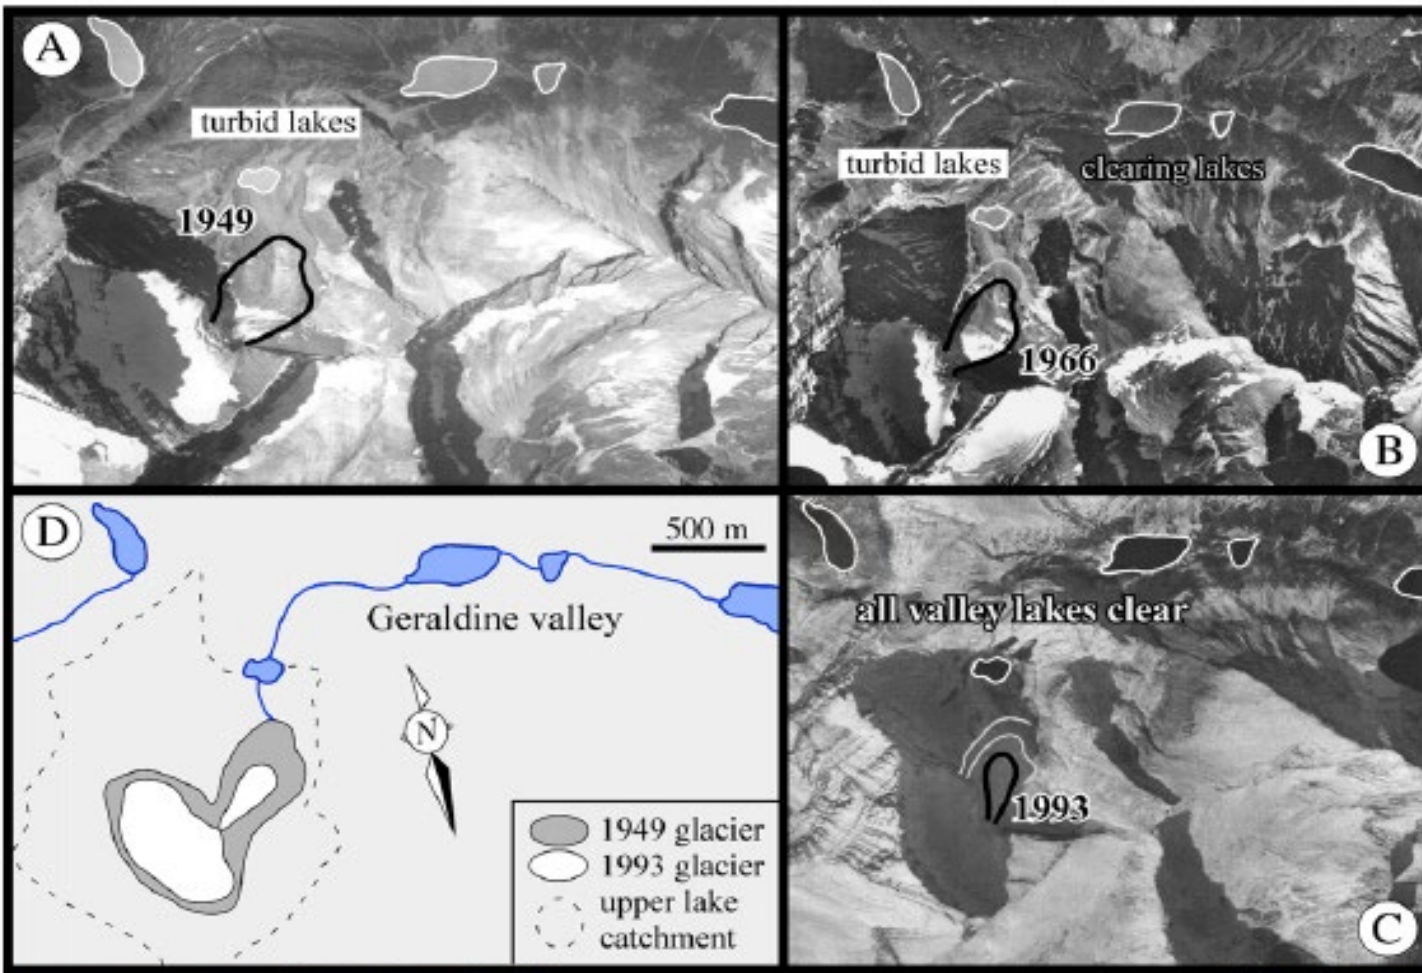 A
turbid lakes
1949
B
turbid lakes
clearing lakes
1966
D
500 m
Geraldine valley
N
1949 glacier
1993 glacier
upper lake
catchment
all valley lakes clear
1993
C